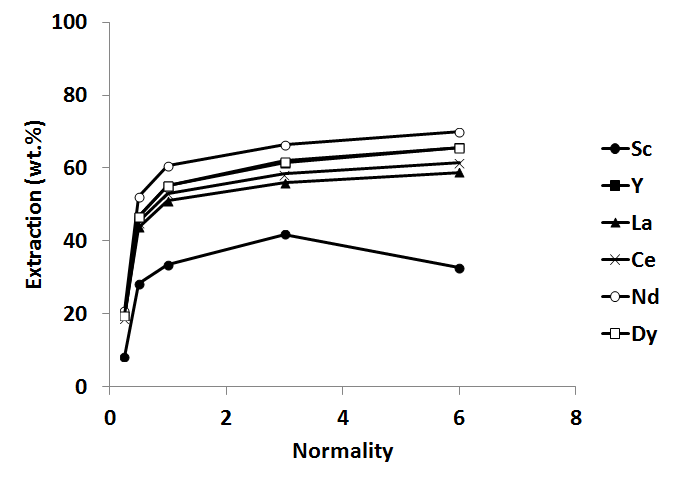 100
80
60
40
20
0
Extraction (wt.%)
0 2 4 6 8
Normality
Sc
Y
La
Ce
Nd
Dy